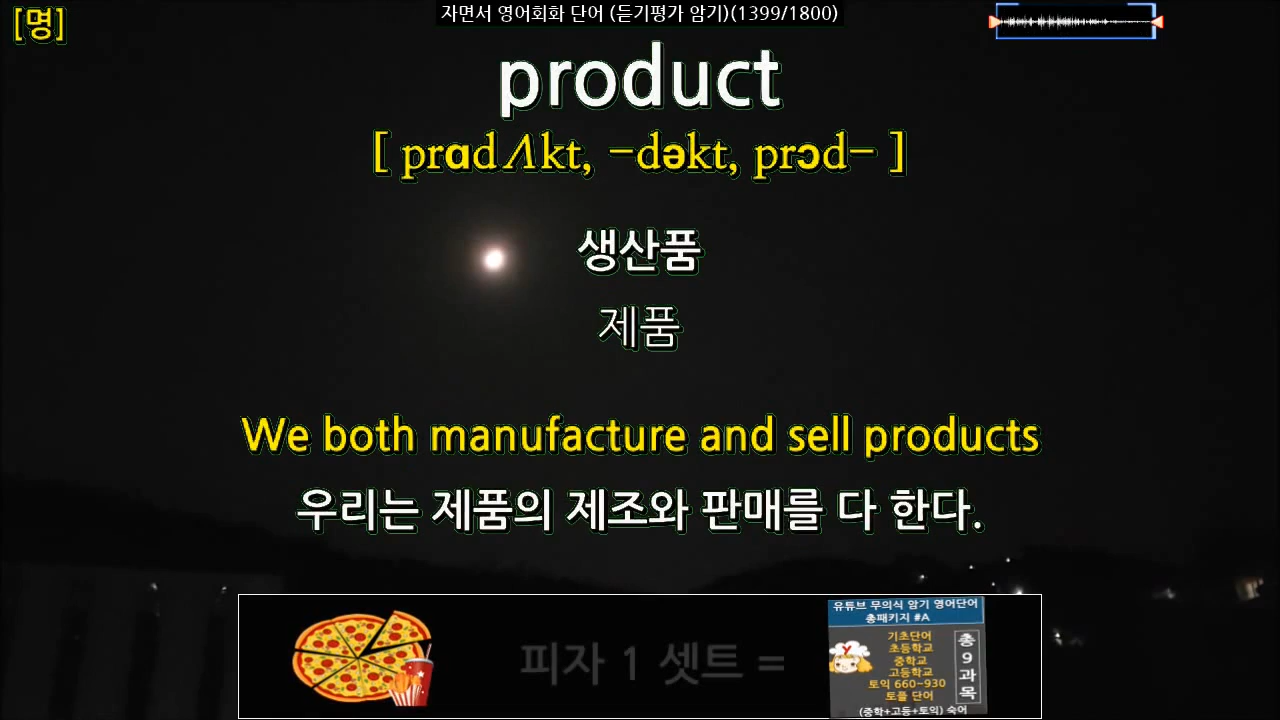 [명]
자면서 영어회화 단어 (듣기평가 암기)(1399/1800)
product
[ prɑdɅkt, -dəkt, prɔd- ]
생산품
제품
We both manufacture and sell products
우리는 제품의 제조와 판매를 다 한다.
피자 1 셋트 =
유튜브 무의식 암기 영어단어
총패키지 #A
기초단어
초등학교
중학교
고등학교
토익 660~930
토플 단어
(중학+고등+토익) 숙어
총
9
과
목